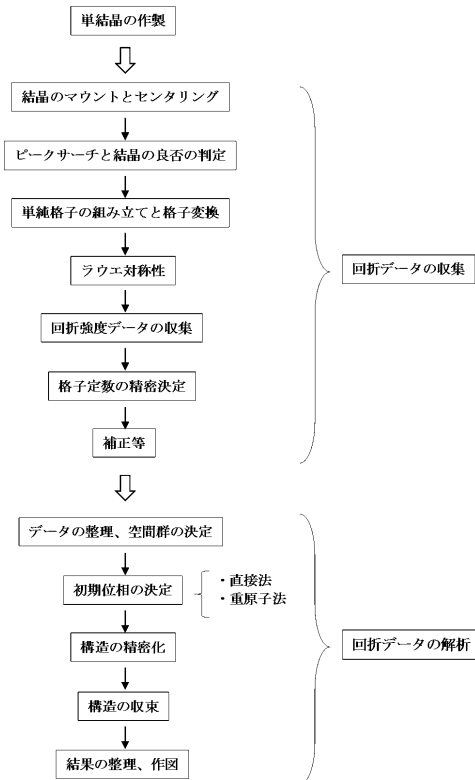 単結晶の作製
結晶のマウントとセンタリング
ピークサーチと結晶の良否の判定
単純格子の組み立てと格子変換
ラウエ対称性
回折強度データの収集
格子定数の精密決定
補正等
回折データの収集
データの整理、空間群の決定
初期位相の決定
・直接法
・重原子法
構造の精密化
構造の収束
結果の整理、作図
回折データの解析